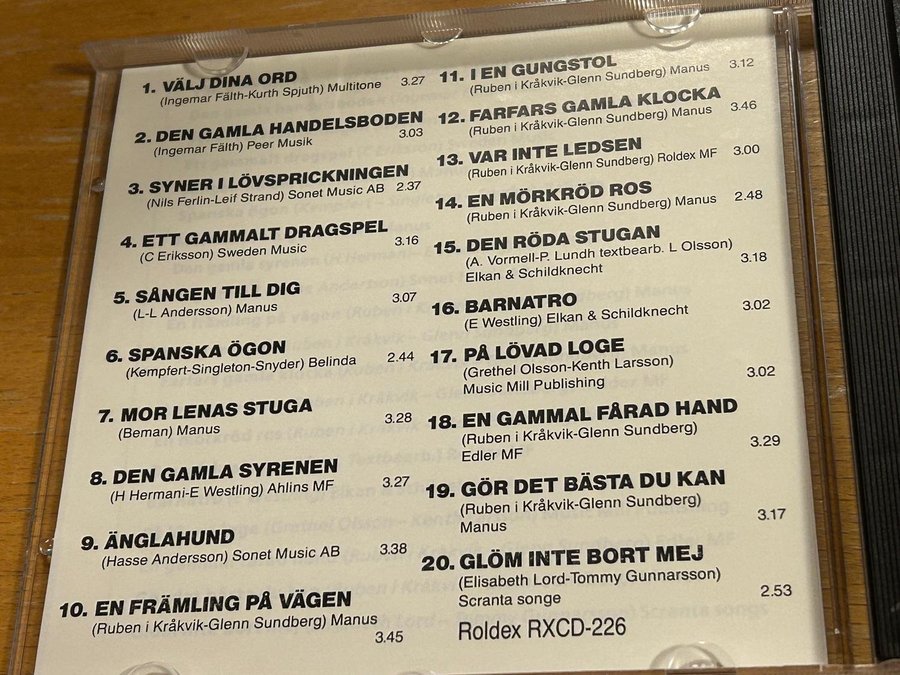 1. VÄLJ DINA ORD
(Ingemar Fälth-Kurth Spjuth) Multitone 3.27
2. DEN GAMLA HANDELSBODEN
(Ingemar Fälth) Peer Musik 3.03
3. SYNER I LÖVSPRICKNINGEN
(Nils Ferlin-Leif Strand) Sonet Music AB 2.37
4. ETT GAMMALT DRAGSPEL
(C Eriksson) Sweden Music 3.16
5. SÅNGEN TILL DIG
(L-L Andersson) Manus 3.07
6. SPANSKA ÖGON
(Kempfert-Singleton-Snyder) Belinda 2.44
7. MOR LENAS STUGA
(Beman) Manus 3.28
8. DEN GAMLA SYRENEN
(H Hermani-E Westling) Ahlins MF 3.27
9. ÄNGLAHUND
(Hasse Andersson) Sonet Music AB 3.38
10. EN FRÄMLING PÅ VÄGEN
(Ruben i Kråkvik-Glenn Sundberg) Manus
3.45
11. I EN GUNGSTOL
(Ruben i Kråkvik-Glenn Sundberg) Manus 3.12
12. FARFARS GAMLA KLOCKA
(Ruben i Kråkvik-Glenn Sundberg) Manus 3.46
13. VAR INTE LEDSEN
(Ruben i Kråkvik-Glenn Sundberg) Roldex MF 3.00
14. EN MÖRKRÖD ROS
(Ruben i Kråkvik-Glenn Sundberg) Manus 2.48
15. DEN RÖDA STUGAN
(A. Vormell-P. Lundh textbearb. L Olsson)
Elkan & Schildknecht 3.18
16. BARNATRO
(E Westling) Elkan & Schildknecht 3.02
17. PÅ LÖVAD LOGE
(Grethel Olsson-Kenth Larsson)
Music Mill Publishing 3.02
18. EN GAMMAL FÅRAD HAND
(Ruben i Kråkvik-Glenn Sundberg)
Edler MF 3.29
19. GÖR DET BÄSTA DU KAN
(Ruben i Kråkvik-Glenn Sundberg)
Manus 3.17
20. GLÖM INTE BORT MEJ
(Elisabeth Lord-Tommy Gunnarsson)
Scranta songe 2.53
Roldex RXCD-226